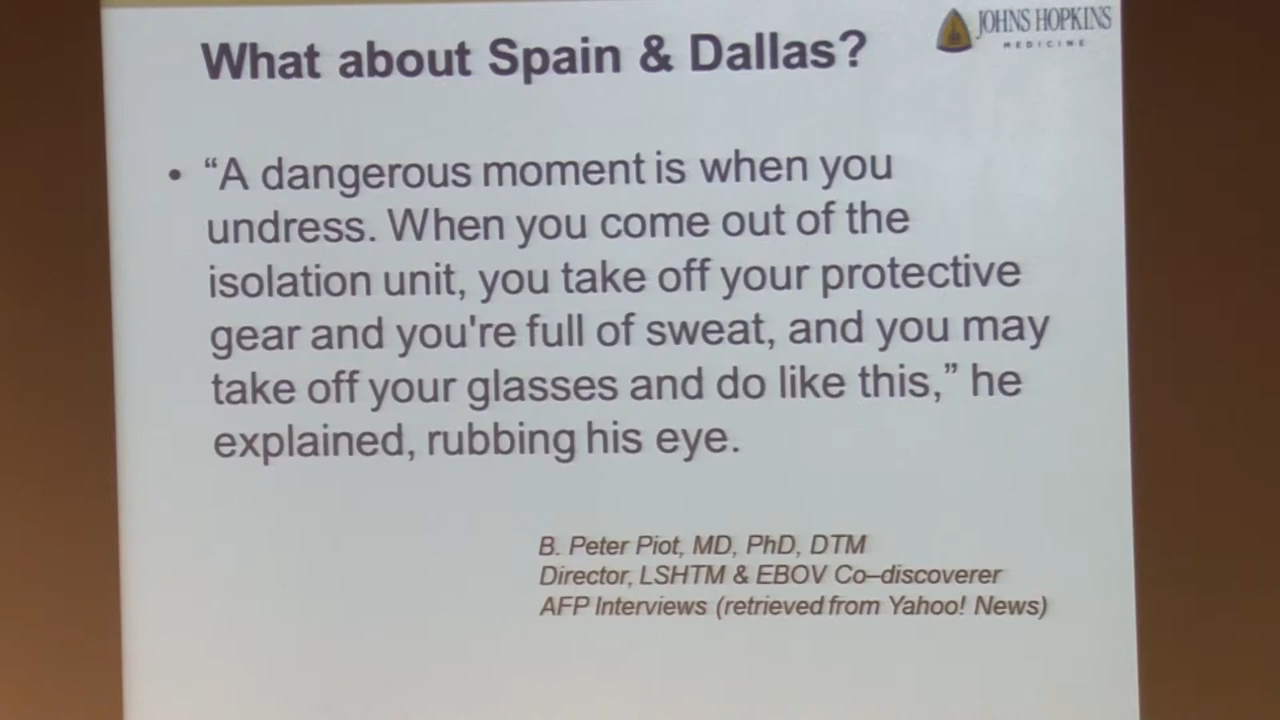 What about Spain & Dallas?
JOHNS HOPKINS
MEDICINE
• “A dangerous moment is when you
undress. When you come out of the
isolation unit, you take off your protective
gear and you're full of sweat, and you may
take off your glasses and do like this,” he
explained, rubbing his eye.
B. Peter Piot, MD, PhD, DTM
Director, LSHTM & EBOV Co–discoverer
AFP Interviews (retrieved from Yahoo! News)